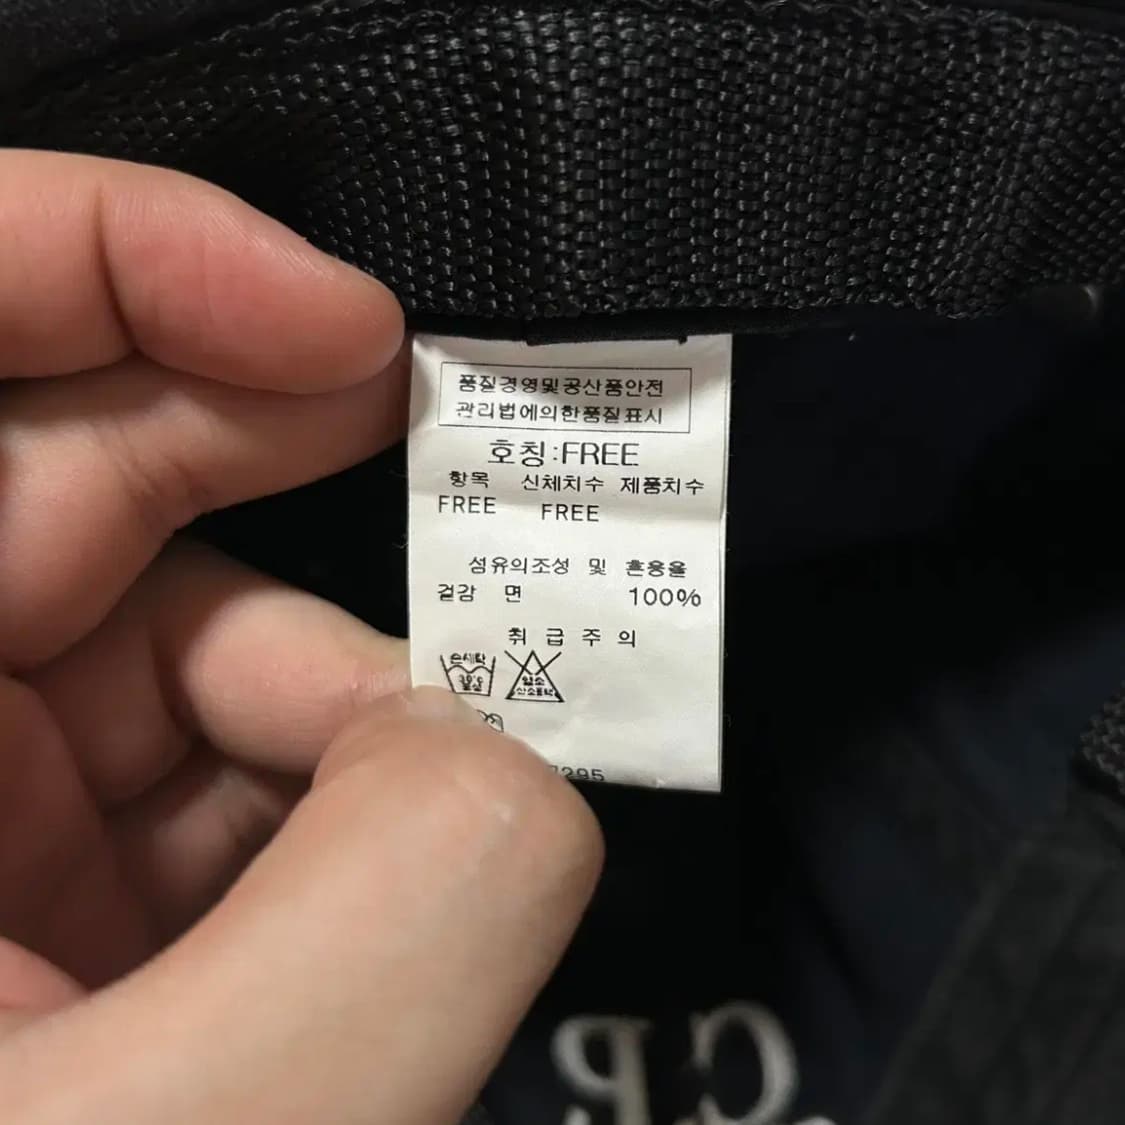 품질경영및공산품안전
관리법에의한품질표시
호칭:FREE
항목 신체치수 제품치수
FREE FREE
섬유의조성 및 혼용율
겉감 면 100%
취급주의
손세탁
30℃
중성
염소
산소표백
295